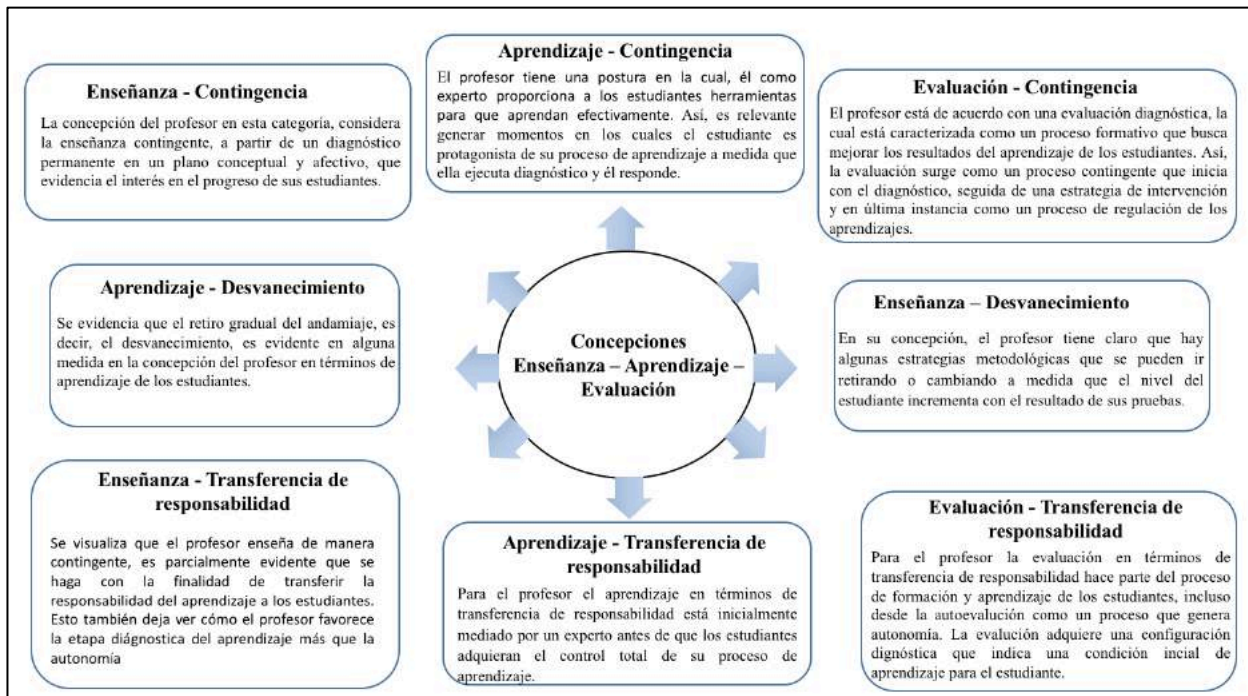 Enseñanza - Contingencia
La concepción del profesor en esta categoría, considera
la enseñanza contingente, a partir de un diagnóstico
permanente en un plano conceptual y afectivo, que
evidencia el interés en el progreso de sus estudiantes.
Aprendizaje - Contingencia
El profesor tiene una postura en la cual, él como
experto proporciona a los estudiantes herramientas
para que aprendan efectivamente. Así, es relevante
generar momentos en los cuales el estudiante es
protagonista de su proceso de aprendizaje a medida que
ella ejecuta diagnóstico y él responde.
Evaluación - Contingencia
El profesor está de acuerdo con una evaluación diagnóstica, la
cual está caracterizada como un proceso formativo que busca
mejorar los resultados del aprendizaje de los estudiantes. Así,
la evaluación surge como un proceso contingente que inicia
con el diagnóstico, seguida de una estrategia de intervención
y en última instancia como un proceso de regulación de los
aprendizajes.
Aprendizaje - Desvanecimiento
Se evidencia que el retiro gradual del andamiaje, es
decir, el desvanecimiento, es evidente en alguna
medida en la concepción del profesor en términos de
aprendizaje de los estudiantes.
Concepciones
Enseñanza – Aprendizaje –
Evaluación
Enseñanza – Desvanecimiento
En su concepción, el profesor tiene claro que hay
algunas estrategias metodológicas que se pueden ir
retirando o cambiando a medida que el nivel del
estudiante incrementa con el resultado de sus pruebas.
Enseñanza - Transferencia de
responsabilidad
Se visualiza que el profesor enseña de manera
contingente, es parcialmente evidente que se
haga con la finalidad de transferir la
responsabilidad del aprendizaje a los estudiantes.
Esto también deja ver cómo el profesor favorece
la etapa diágnostica del aprendizaje más que la
autonomía
Aprendizaje - Transferencia de
responsabilidad
Para el profesor el aprendizaje en términos de
transferencia de responsabilidad está inicialmente
mediado por un experto antes de que los estudiantes
adquieran el control total de su proceso de
aprendizaje.
Evaluación - Transferencia de
responsabilidad
Para el profesor la evaluación en términos de
transferencia de responsabilidad hace parte del proceso
de formación y aprendizaje de los estudiantes, incluso
desde la autoevalución como un proceso que genera
autonomía. La evalución adquiere una configuración
dignóstica que indica una condición incial de
aprendizaje para el estudiante.